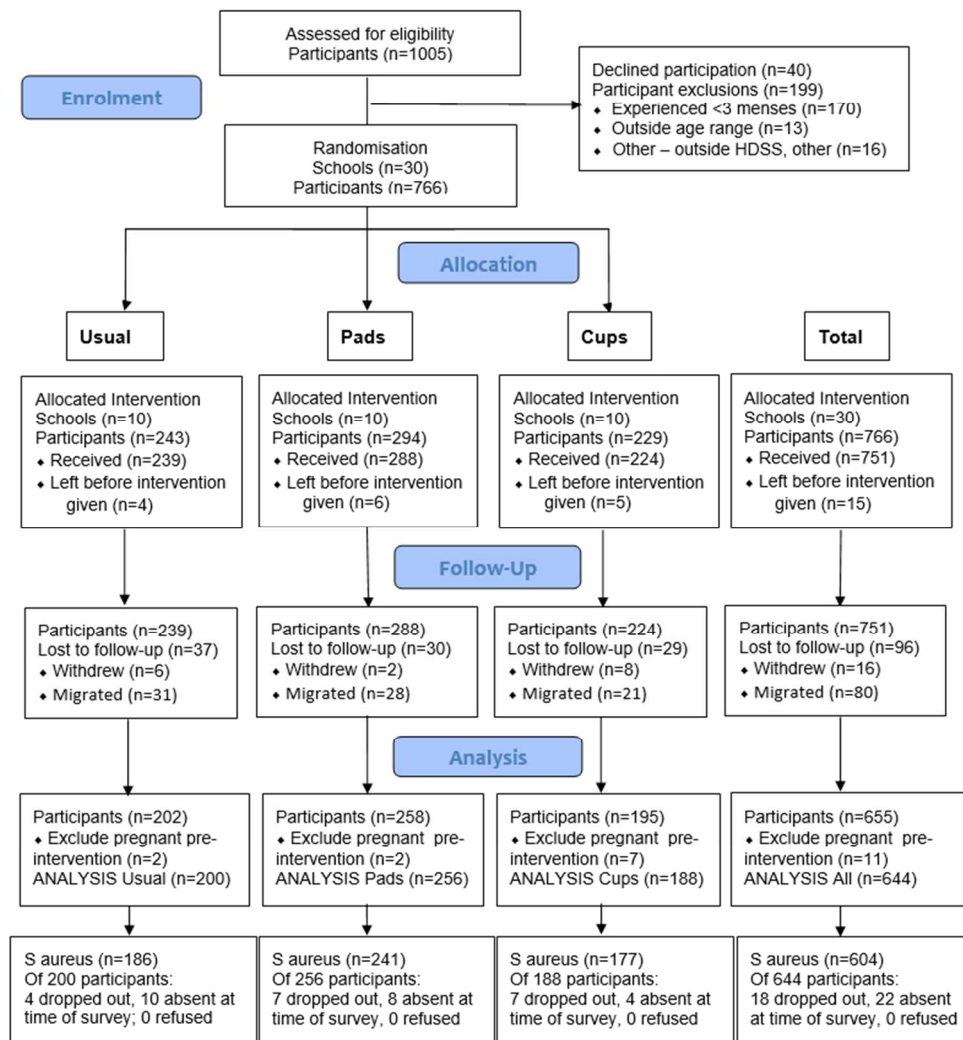 Assessed for eligibility
Participants (n=1005)
Enrolment
Declined participation (n=40)
Participant exclusions (n=199)
♦ Experienced <3 menses (n=170)
♦ Outside age range (n=13)
♦ Other – outside HDSS, other (n=16)
Randomisation
Schools (n=30)
Participants (n=766)
Allocation
Usual
Pads
Cups
Total
Allocated Intervention
Schools (n=10)
Participants (n=243)
♦ Received (n=239)
♦ Left before intervention
given (n=4)
Allocated Intervention
Schools (n=10)
Participants (n=294)
♦ Received (n=288)
♦ Left before intervention
given (n=6)
Allocated Intervention
Schools (n=10)
Participants (n=229)
♦ Received (n=224)
♦ Left before intervention
given (n=5)
Allocated Intervention
Schools (n=30)
Participants (n=766)
♦ Received (n=751)
♦ Left before intervention
given (n=15)
Follow-Up
Participants (n=239)
Lost to follow-up (n=37)
♦ Withdrew (n=6)
♦ Migrated (n=31)
Participants (n=288)
Lost to follow-up (n=30)
♦ Withdrew (n=2)
♦ Migrated (n=28)
Participants (n=224)
Lost to follow-up (n=29)
♦ Withdrew (n=8)
♦ Migrated (n=21)
Participants (n=751)
Lost to follow-up (n=96)
♦ Withdrew (n=16)
♦ Migrated (n=80)
Analysis
Participants (n=202)
♦ Exclude pregnant pre-
intervention (n=2)
ANALYSIS Usual (n=200)
Participants (n=258)
♦ Exclude pregnant pre-
intervention (n=2)
ANALYSIS Pads (n=256)
Participants (n=195)
♦ Exclude pregnant pre-
intervention (n=7)
ANALYSIS Cups (n=188)
Participants (n=655)
♦ Exclude pregnant pre-
intervention (n=11)
ANALYSIS All (n=644)
S aureus (n=186)
Of 200 participants:
4 dropped out, 10 absent at
time of survey; 0 refused
S aureus (n=241)
Of 256 participants:
7 dropped out, 8 absent at
time of survey, 0 refused
S aureus (n=177)
Of 188 participants:
7 dropped out, 4 absent at
time of survey, 0 refused
S aureus (n=604)
Of 644 participants:
18 dropped out, 22 absent
at time of survey, 0 refused